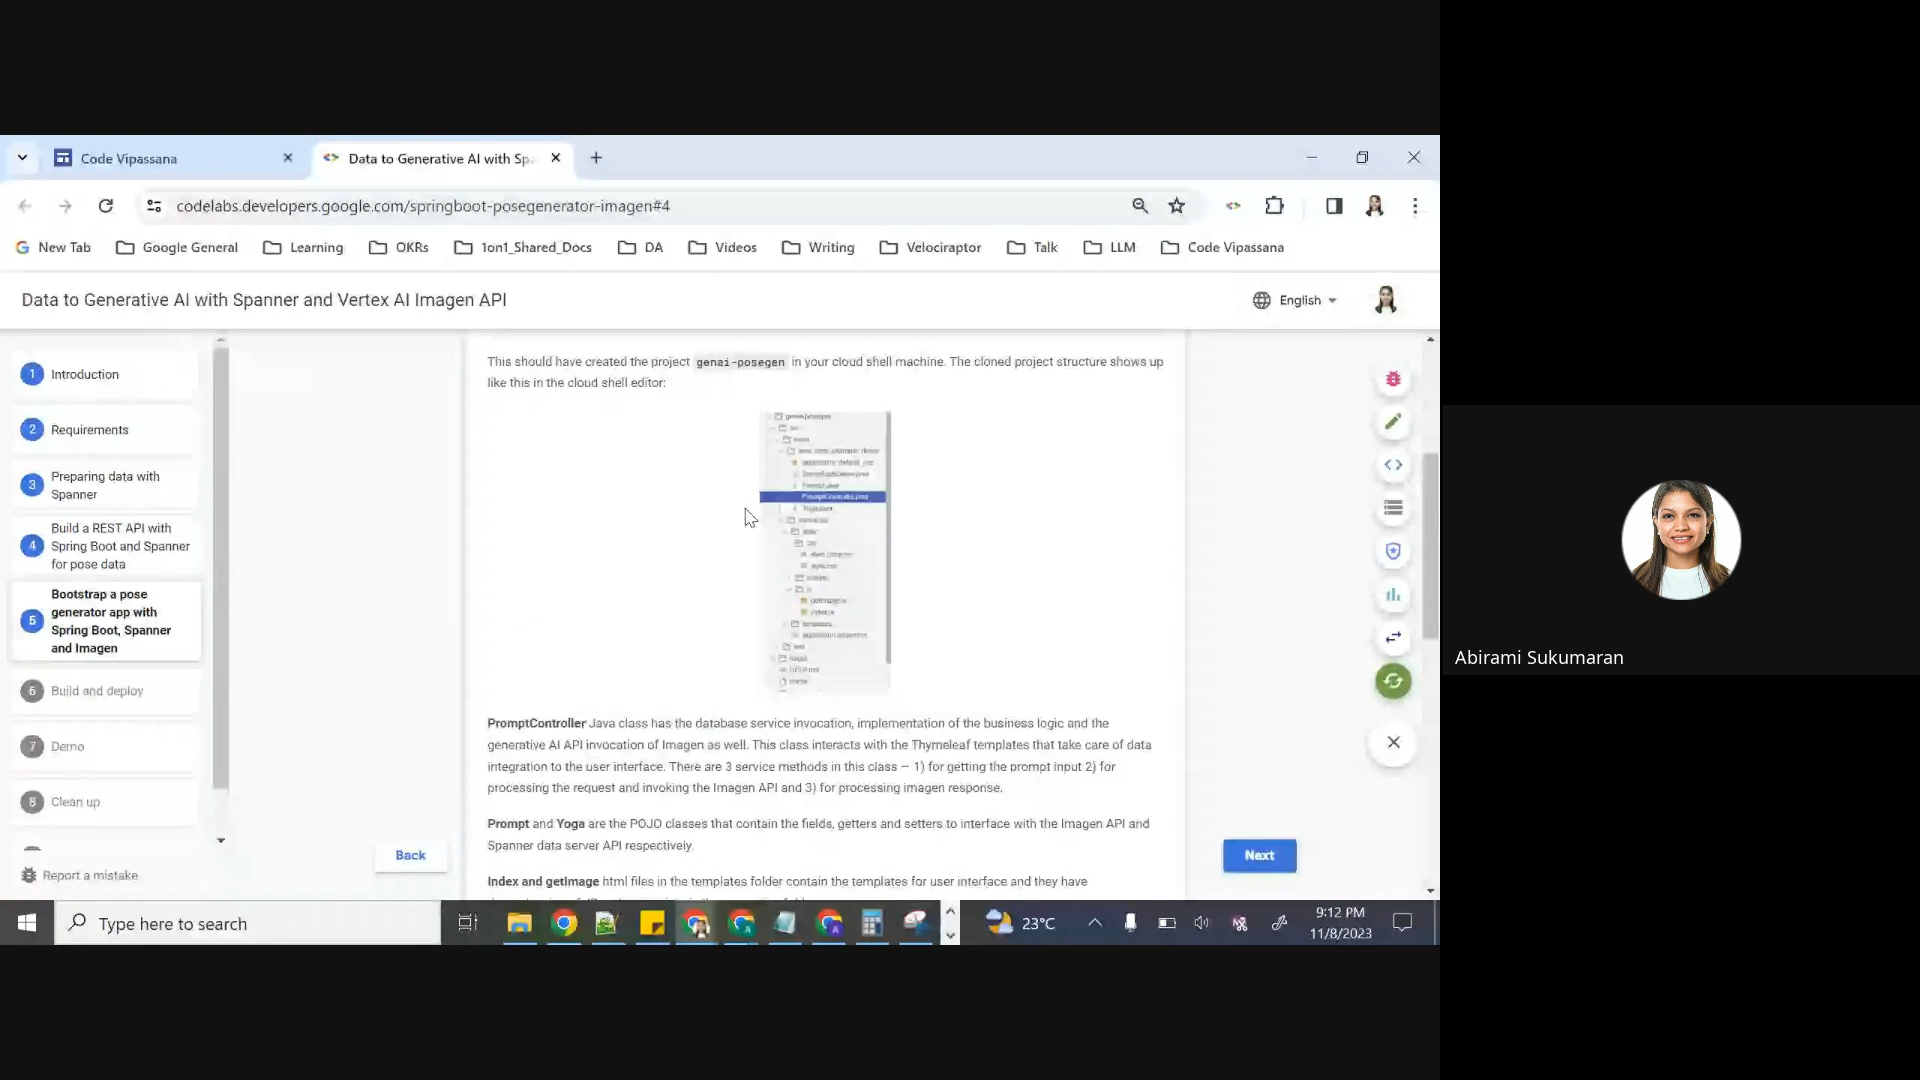 Code Vipassana
Data to Generative AI with Sp
codelabs.developers.google.com/springboot-posegenerator-imagen#4
New Tab Google General Learning OKRs 1on1_Shared_Docs DA Videos Writing Velociraptor Talk LLM Code Vipassana
Data to Generative AI with Spanner and Vertex AI Imagen API
English
1 Introduction
2 Requirements
3 Preparing data with
Spanner
4 Build a REST API with
Spring Boot and Spanner
for pose data
5 Bootstrap a pose
generator app with
Spring Boot, Spanner
and Imagen
6 Build and deploy
7 Demo
8 Clean up
Report a mistake
This should have created the project genai-posegen in your cloud shell machine. The cloned project structure shows up
like this in the cloud shell editor:
PromptController Java class has the database service invocation, implementation of the business logic and the
generative AI API invocation of Imagen as well. This class interacts with the Thymeleaf templates that take care of data
integration to the user interface. There are 3 service methods in this class – 1) for getting the prompt input 2) for
processing the request and invoking the Imagen API and 3) for processing imagen response.
Prompt and Yoga are the POJO classes that contain the fields, getters and setters to interface with the Imagen API and
Spanner data server API respectively.
Index and getImage html files in the templates folder contain the templates for user interface and they have
Back
Next
Abirami Sukumaran
Type here to search
23°C
9:12 PM
11/8/2023